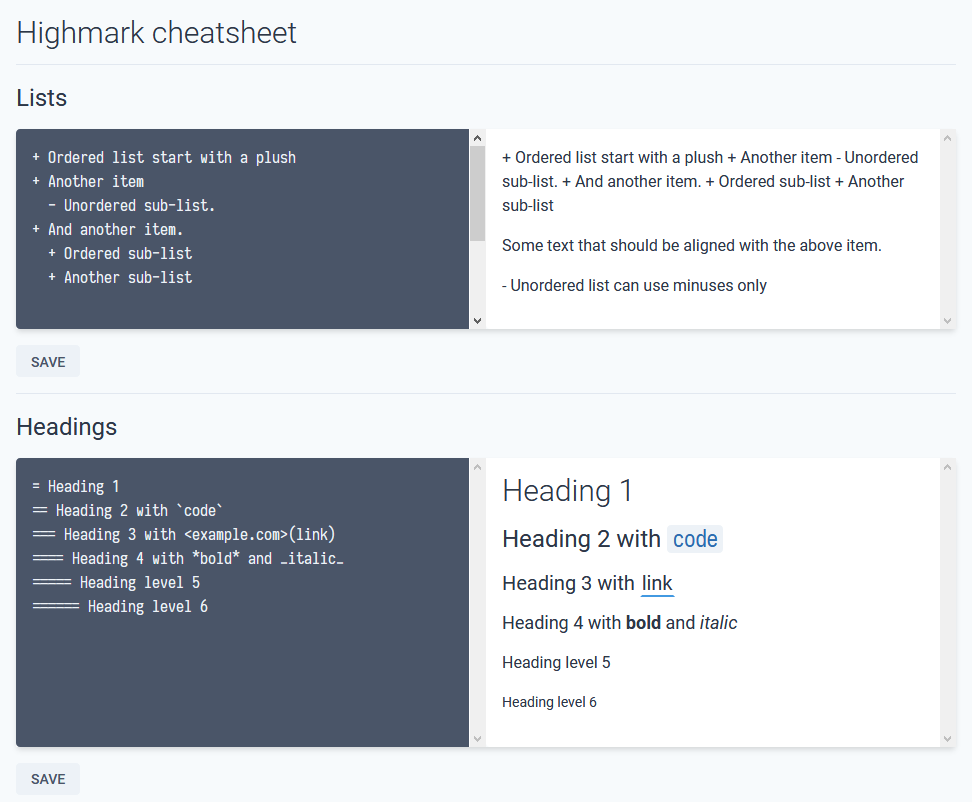 Highmark cheatsheet
Lists
+ Ordered list start with a plush
+ Another item
  - Unordered sub-list.
+ And another item.
  + Ordered sub-list
  + Another sub-list
+ Ordered list start with a plush + Another item - Unordered
sub-list. + And another item. + Ordered sub-list + Another
sub-list
Some text that should be aligned with the above item.
- Unordered list can use minuses only
SAVE
Headings
= Heading 1
== Heading 2 with `code`
=== Heading 3 with <example.com>(link)
==== Heading 4 with *bold* and _italic_
===== Heading level 5
====== Heading level 6
Heading 1
Heading 2 with code
Heading 3 with link
Heading 4 with bold and italic
Heading level 5
Heading level 6
SAVE